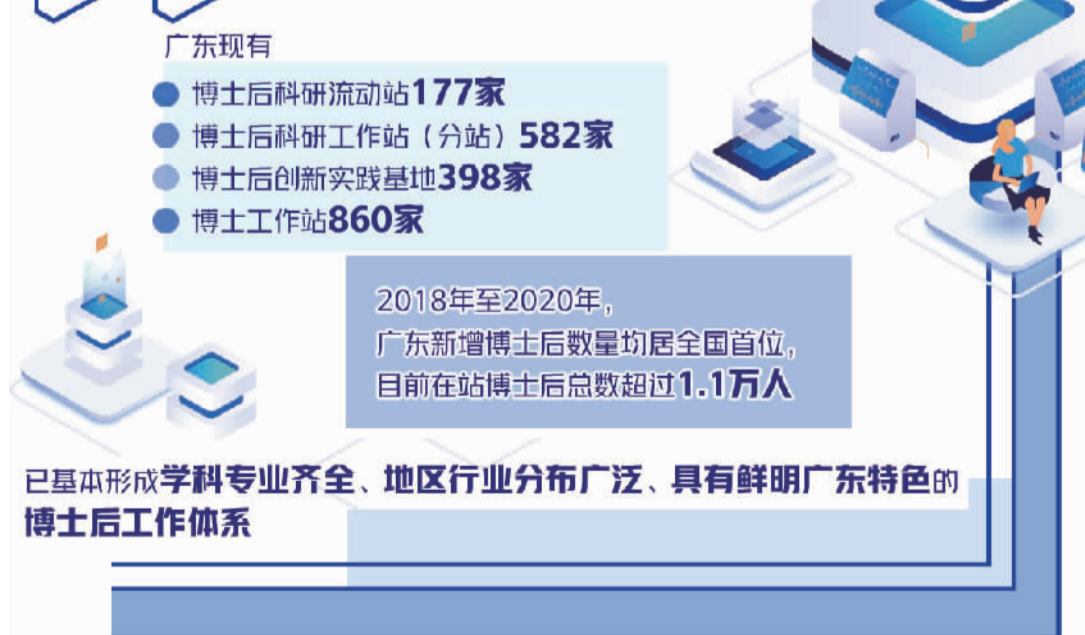 广东现有
博士后科研流动站177家
博士后科研工作站（分站）582家
博士后创新实践基地398家
博士工作站860家
2018年至2020年，
广东新增博士后数量均居全国首位，
目前在站博士后总数超过1.1万人
已基本形成学科专业齐全、地区行业分布广泛、具有鲜明广东特色的
博士后工作体系